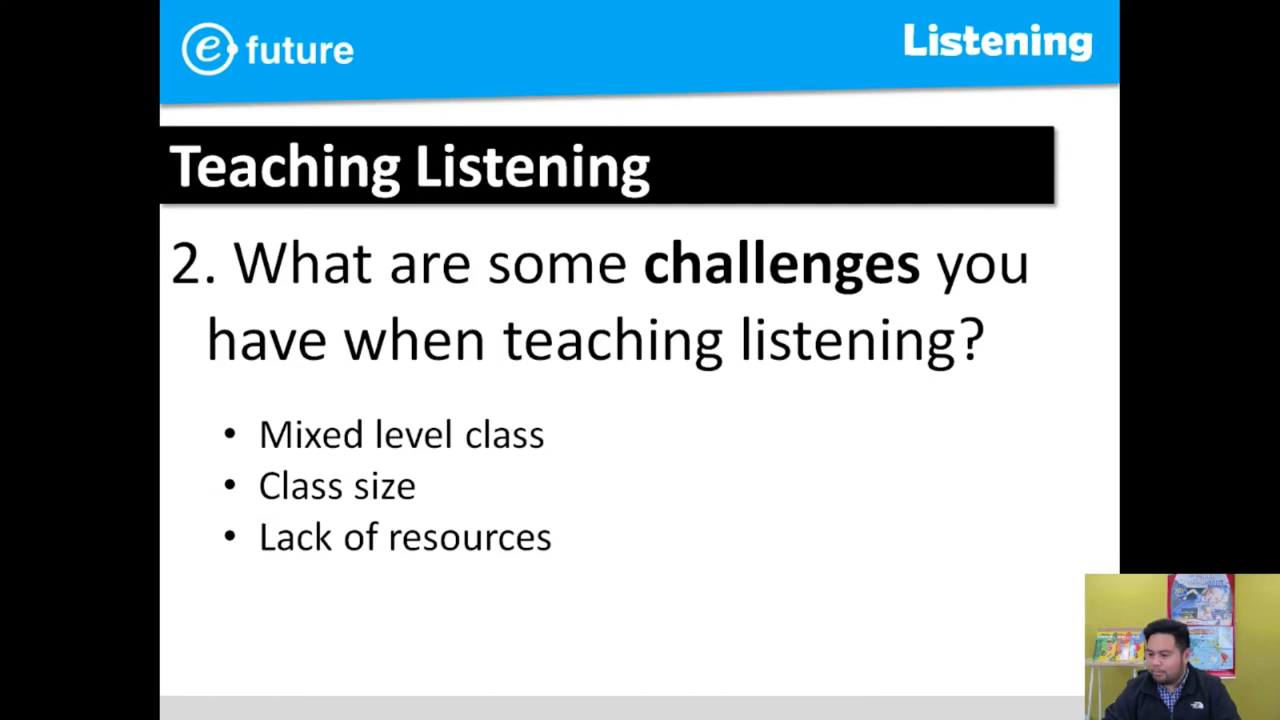 e future
Listening
Teaching Listening
2. What are some challenges you
have when teaching listening?
• Mixed level class
• Class size
• Lack of resources